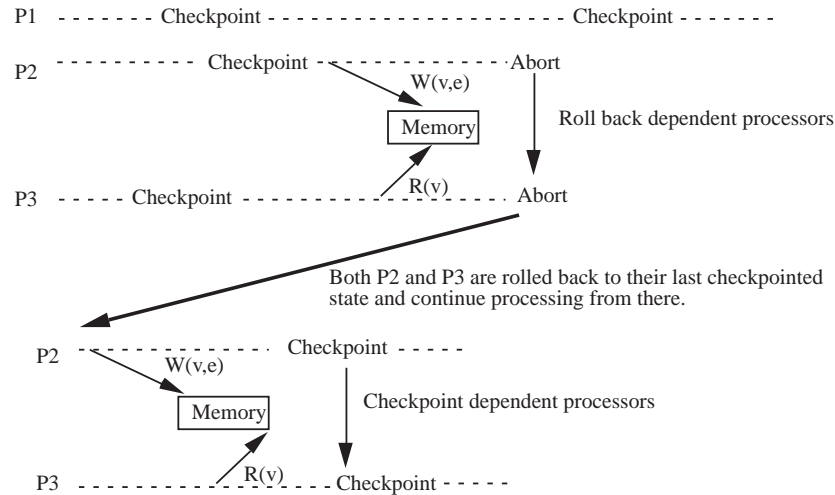 P1 Checkpoint Checkpoint
P2 Checkpoint Abort
W(v,e)
Memory
Roll back dependent processors
R(v)
P3 Checkpoint Abort
Both P2 and P3 are rolled back to their last checkpointed
state and continue processing from there.
P2 Checkpoint
W(v,e)
Memory
Checkpoint dependent processors
R(v)
P3 Checkpoint